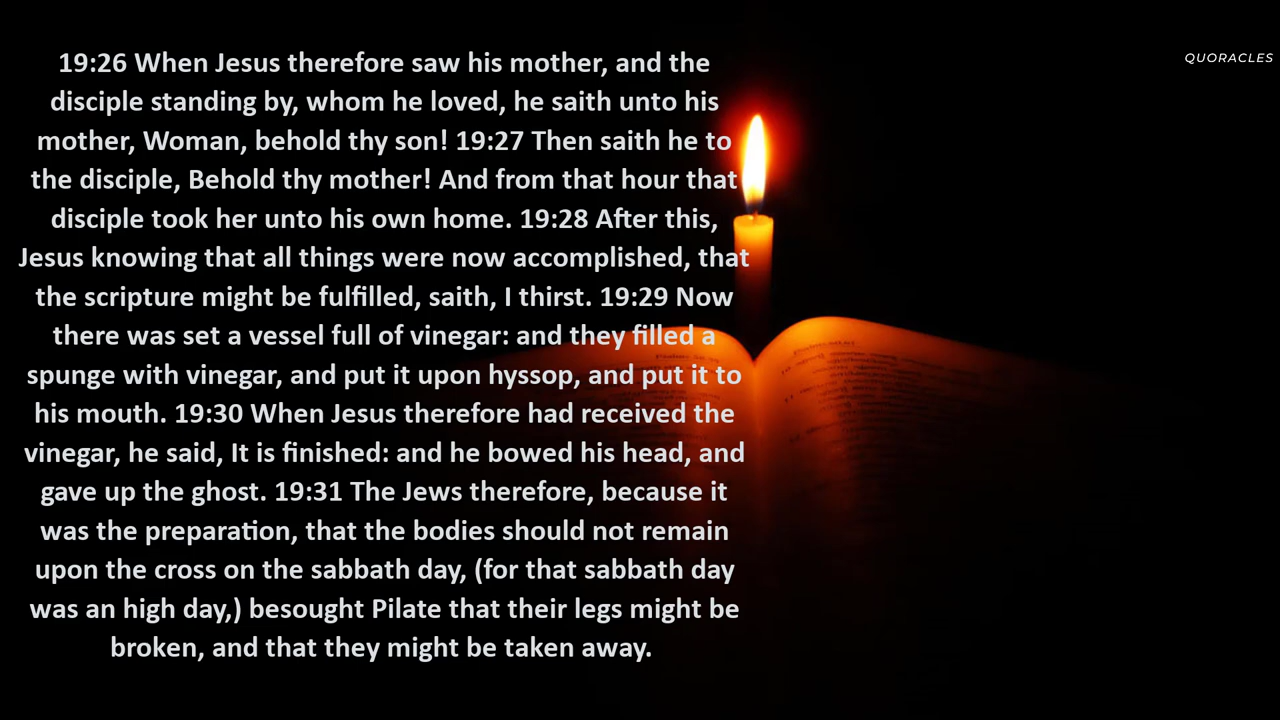 19:26 When Jesus therefore saw his mother, and the
disciple standing by, whom he loved, he saith unto his
mother, Woman, behold thy son! 19:27 Then saith he to
the disciple, Behold thy mother! And from that hour that
disciple took her unto his own home. 19:28 After this,
Jesus knowing that all things were now accomplished, that
the scripture might be fulfilled, saith, I thirst. 19:29 Now
there was set a vessel full of vinegar: and they filled a
spunge with vinegar, and put it upon hyssop, and put it to
his mouth. 19:30 When Jesus therefore had received the
vinegar, he said, It is finished: and he bowed his head, and
gave up the ghost. 19:31 The Jews therefore, because it
was the preparation, that the bodies should not remain
upon the cross on the sabbath day, (for that sabbath day
was an high day,) besought Pilate that their legs might be
broken, and that they might be taken away.
QUORACLES